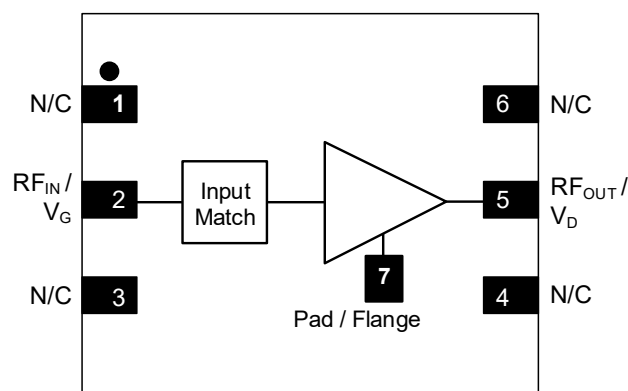 N/C
1
6
N/C
RF_IN /
V_G
2
Input
Match
5
RF_OUT /
V_D
N/C
3
7
4
N/C
Pad / Flange